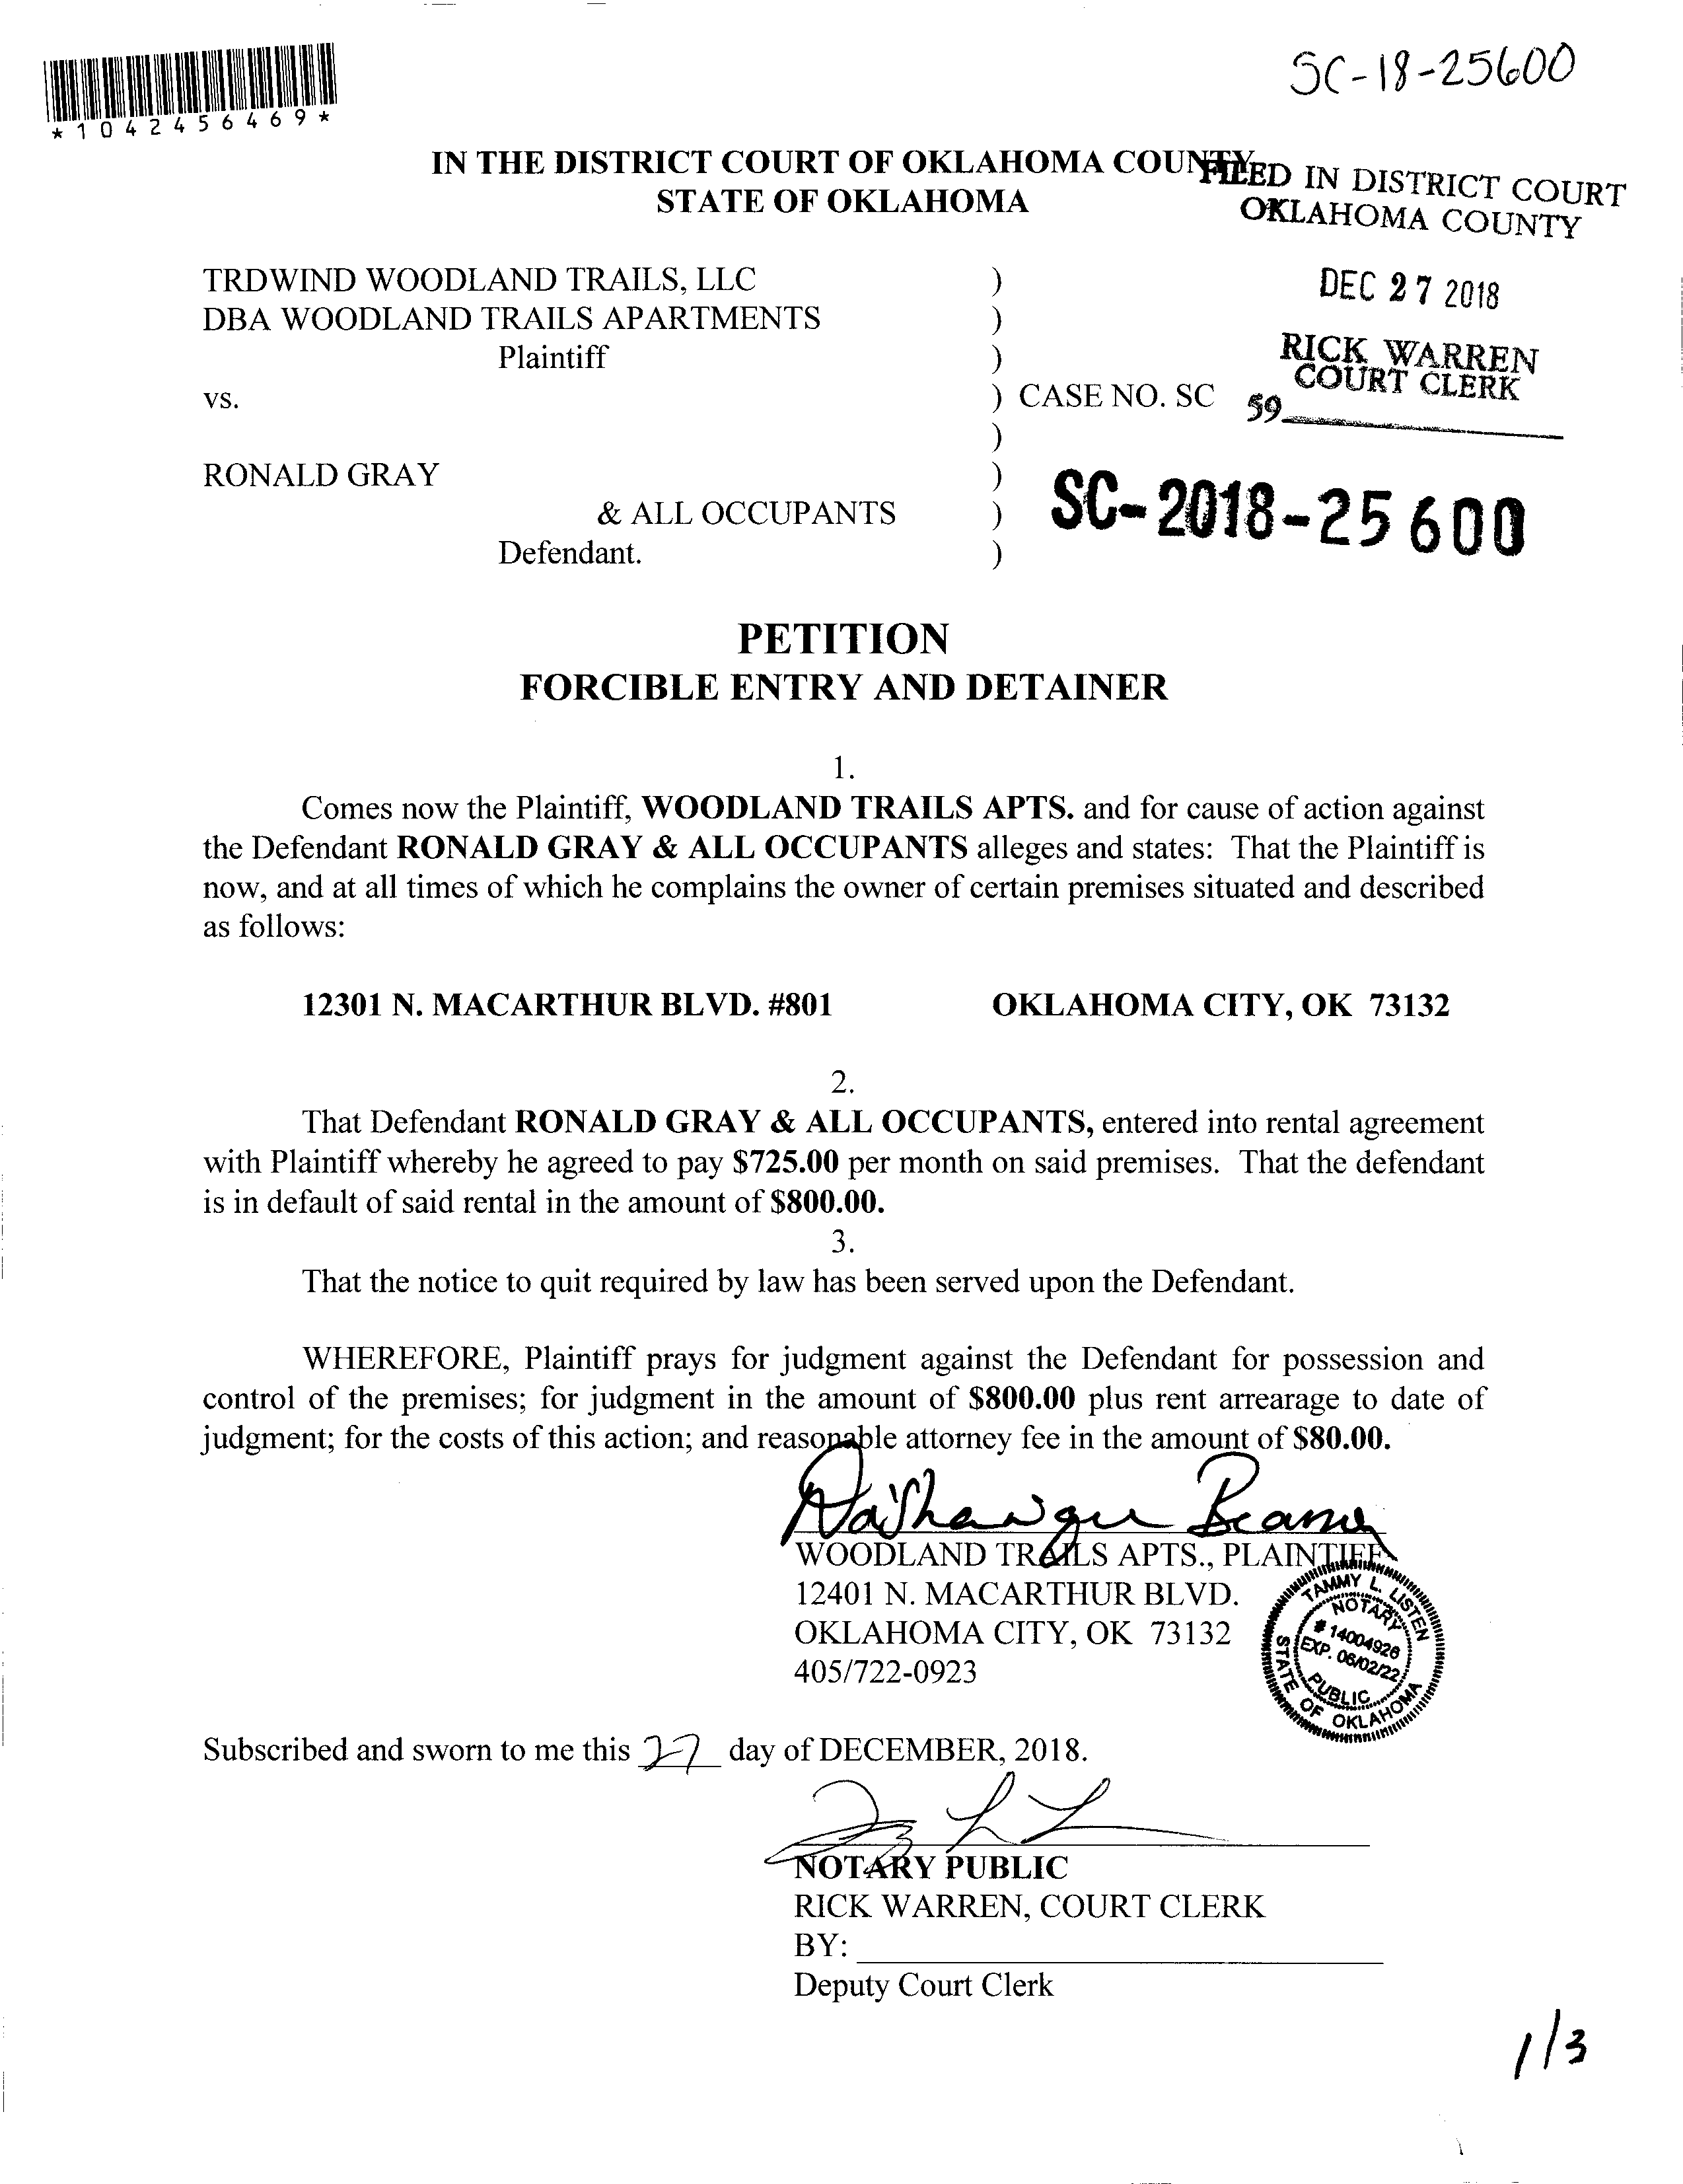 SC-18-25600
*1042456469*
IN THE DISTRICT COURT OF OKLAHOMA COUNTY
STATE OF OKLAHOMA
FILED IN DISTRICT COURT
OKLAHOMA COUNTY
DEC 27 2018
RICK WARREN
COURT CLERK
59
TRDWIND WOODLAND TRAILS, LLC )
DBA WOODLAND TRAILS APARTMENTS )
Plaintiff )
vs. ) CASE NO. SC
)
RONALD GRAY )
& ALL OCCUPANTS )
Defendant. )
SC-2018-25600
PETITION
FORCIBLE ENTRY AND DETAINER
1.
Comes now the Plaintiff, WOODLAND TRAILS APTS. and for cause of action against
the Defendant RONALD GRAY & ALL OCCUPANTS alleges and states: That the Plaintiff is
now, and at all times of which he complains the owner of certain premises situated and described
as follows:
12301 N. MACARTHUR BLVD. #801 OKLAHOMA CITY, OK 73132
2.
That Defendant RONALD GRAY & ALL OCCUPANTS, entered into rental agreement
with Plaintiff whereby he agreed to pay $725.00 per month on said premises. That the defendant
is in default of said rental in the amount of $800.00.
3.
That the notice to quit required by law has been served upon the Defendant.
WHEREFORE, Plaintiff prays for judgment against the Defendant for possession and
control of the premises; for judgment in the amount of $800.00 plus rent arrearage to date of
judgment; for the costs of this action; and reasonable attorney fee in the amount of $80.00.
WOODLAND TRAILS APTS., PLAINTIFF
12401 N. MACARTHUR BLVD.
OKLAHOMA CITY, OK 73132
405/722-0923
TAMMY L. LISTEN
NOTARY
# 14004926
EXP. 06/02/22
PUBLIC
STATE OF OKLAHOMA
Subscribed and sworn to me this 27 day of DECEMBER, 2018.
NOTARY PUBLIC
RICK WARREN, COURT CLERK
BY:
Deputy Court Clerk
1/3